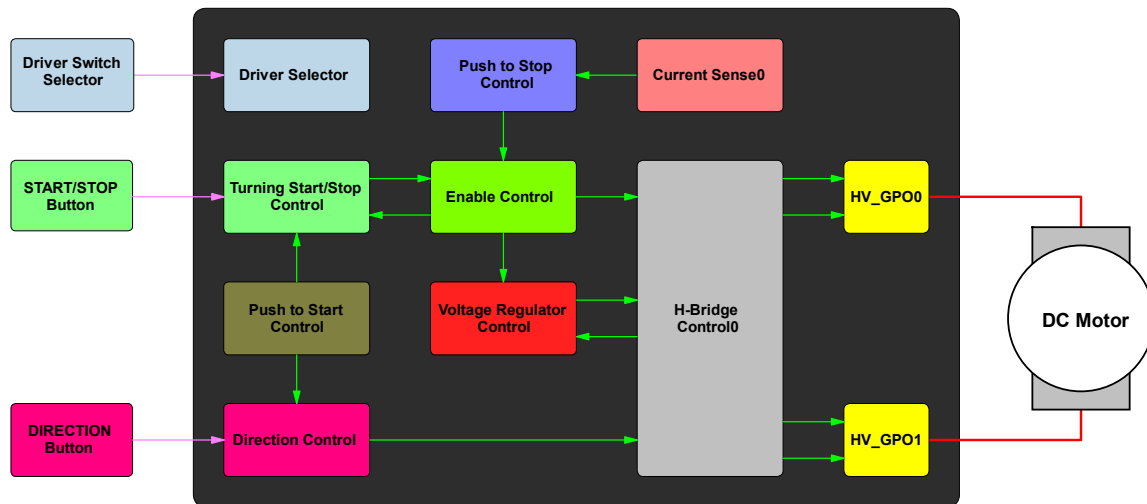 Driver Switch
Selector
Driver Selector
Push to Stop
Control
Current Sense0
START/STOP
Button
Turning Start/Stop
Control
Enable Control
HV_GPO0
Push to Start
Control
Voltage Regulator
Control
H-Bridge
Control0
DC Motor
DIRECTION
Button
Direction Control
HV_GPO1